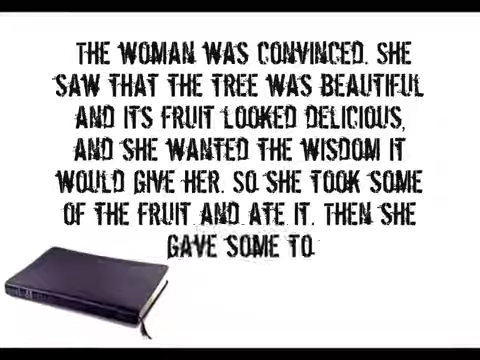 THE WOMAN WAS CONVINCED. SHE
SAW THAT THE TREE WAS BEAUTIFUL
AND ITS FRUIT LOOKED DELICIOUS,
AND SHE WANTED THE WISDOM IT
WOULD GIVE HER. SO SHE TOOK SOME
OF THE FRUIT AND ATE IT. THEN SHE
GAVE SOME TO